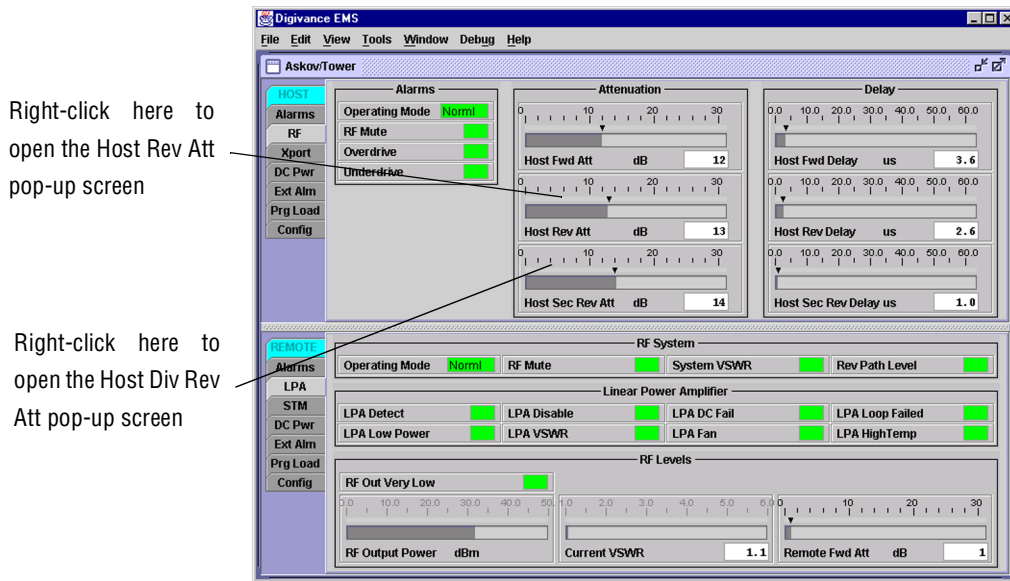 Digivance EMS
File Edit View Tools Window Debug Help
Askov/Tower
Right-click here to
open the Host Rev Att
pop-up screen
Right-click here to
open the Host Div Rev
Att pop-up screen
HOST
Alarms
RF
Xport
DC Pwr
Ext Alm
Prg Load
Config
Alarms
Operating Mode Norml
RF Mute
Overdrive
Underdrive
Attenuation
0 10 20 30
Host Fwd Att dB 12
0 10 20 30
Host Rev Att dB 13
0 10 20 30
Host Sec Rev Att dB 14
Delay
0.0 10.0 20.0 30.0 40.0 50.0 60.0
Host Fwd Delay us 3.6
0.0 10.0 20.0 30.0 40.0 50.0 60.0
Host Rev Delay us 2.6
0.0 10.0 20.0 30.0 40.0 50.0 60.0
Host Sec Rev Delay us 1.0
REMOTE
Alarms
LPA
STM
DC Pwr
Ext Alm
Prg Load
Config
RF System
Operating Mode Norml RF Mute System VSWR Rev Path Level
Linear Power Amplifier
LPA Detect LPA Disable LPA DC Fail LPA Loop Failed
LPA Low Power LPA VSWR LPA Fan LPA HighTemp
RF Levels
RF Out Very Low
0.0 10.0 20.0 30.0 40.0 50.
RF Output Power dBm
1.0 2.0 3.0 4.0 5.0 6.0
Current VSWR 1.1
0 10 20 30
Remote Fwd Att dB 1